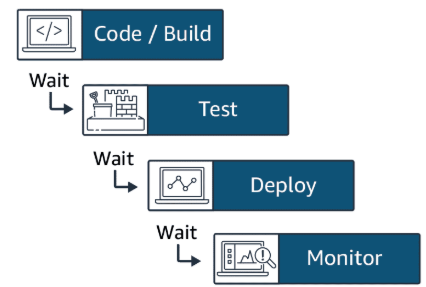 </> Code / Build
Wait
Test
Wait
Deploy
Wait
Monitor